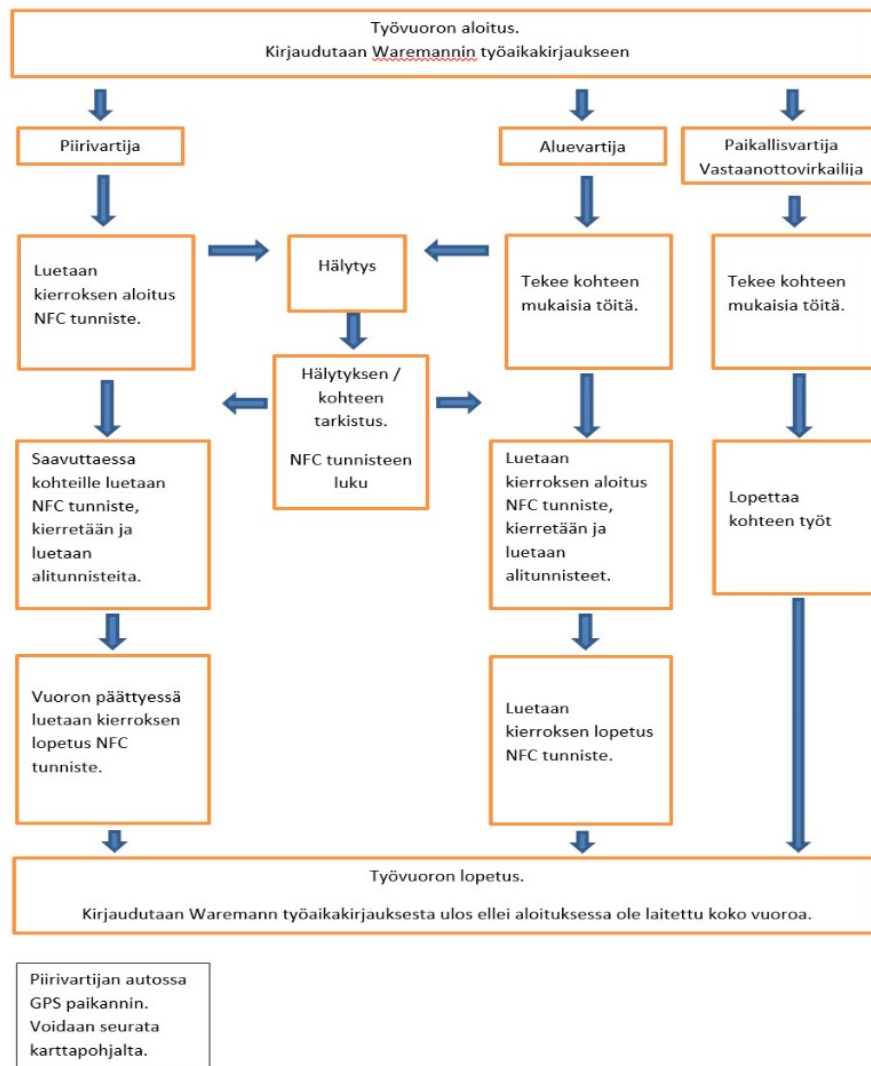 Työvuoron aloitus.
Kirjaudutaan Waremannin työaikakirjaukseen
Piirivartija
Aluevartija
Paikallisvartija
Vastaanottovirkailija
Luetaan
kierroksen aloitus
NFC tunniste.
Hälytys
Tekee kohteen
mukaisia töitä.
Tekee kohteen
mukaisia töitä.
Hälytyksen /
kohteen
tarkistus.
NFC tunnisteen
luku
Saavuttaessa
kohteille luetaan
NFC tunniste,
kierretään ja
luetaan
alitunnisteita.
Luetaan
kierroksen aloitus
NFC tunniste,
kierretään ja
luetaan
alitunnisteet.
Lopettaa
kohteen työt
Vuoron päättyessä
luetaan kierroksen
lopetus NFC
tunniste.
Luetaan
kierroksen lopetus
NFC tunniste.
Työvuoron lopetus.
Kirjaudutaan Waremann työaikakirjauksesta ulos ellei aloituksessa ole laitettu koko vuoroa.
Piirivartijan autossa
GPS paikannin.
Voidaan seurata
karttapohjalta.